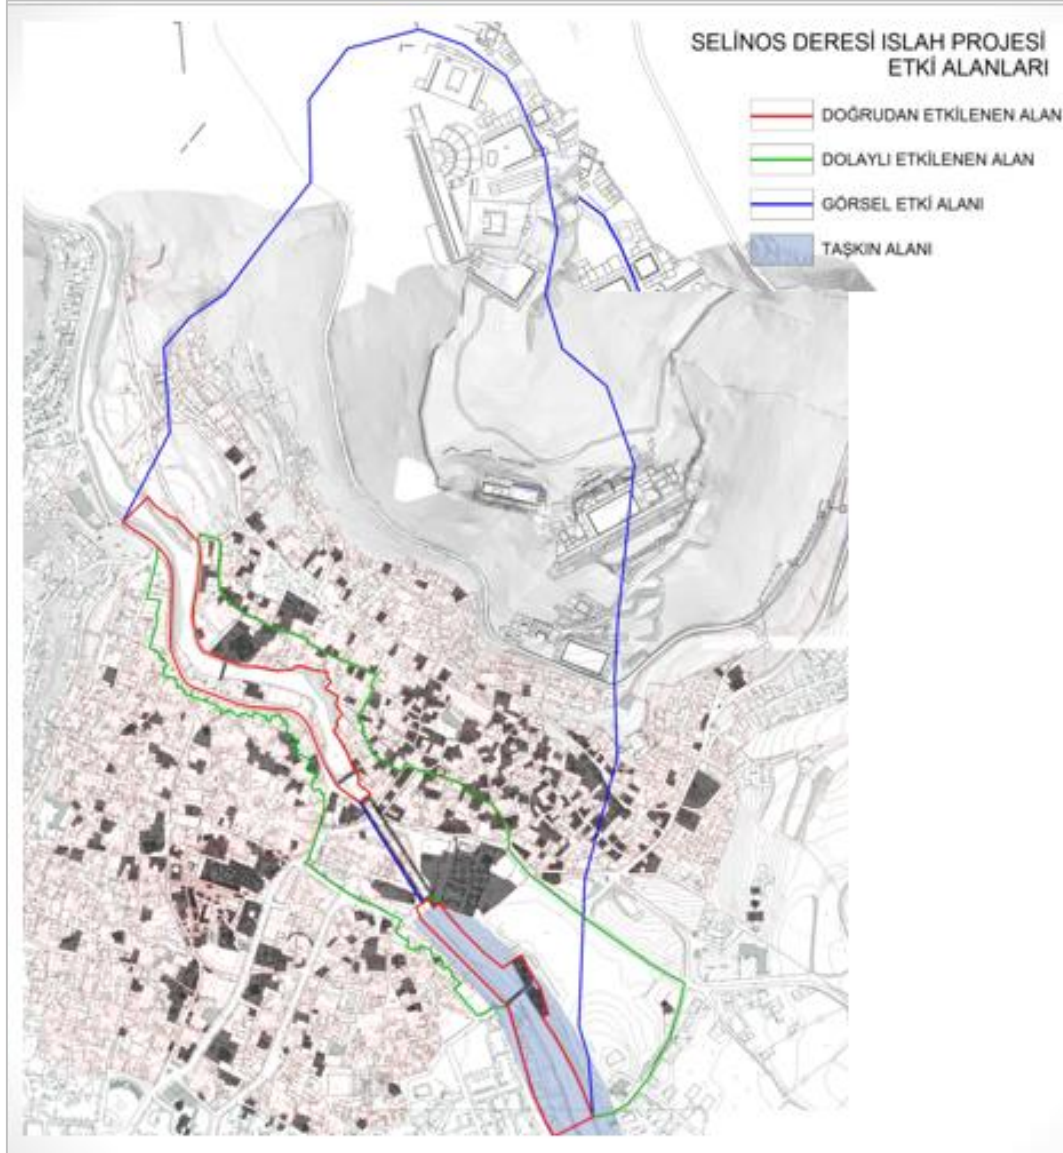 SELİNOS DERESİ ISLAH PROJESİ
ETKİ ALANLARI
DOĞRUDAN ETKİLENEN ALAN
DOLAYLI ETKİLENEN ALAN
GÖRSEL ETKİ ALANI
TAŞKIN ALANI